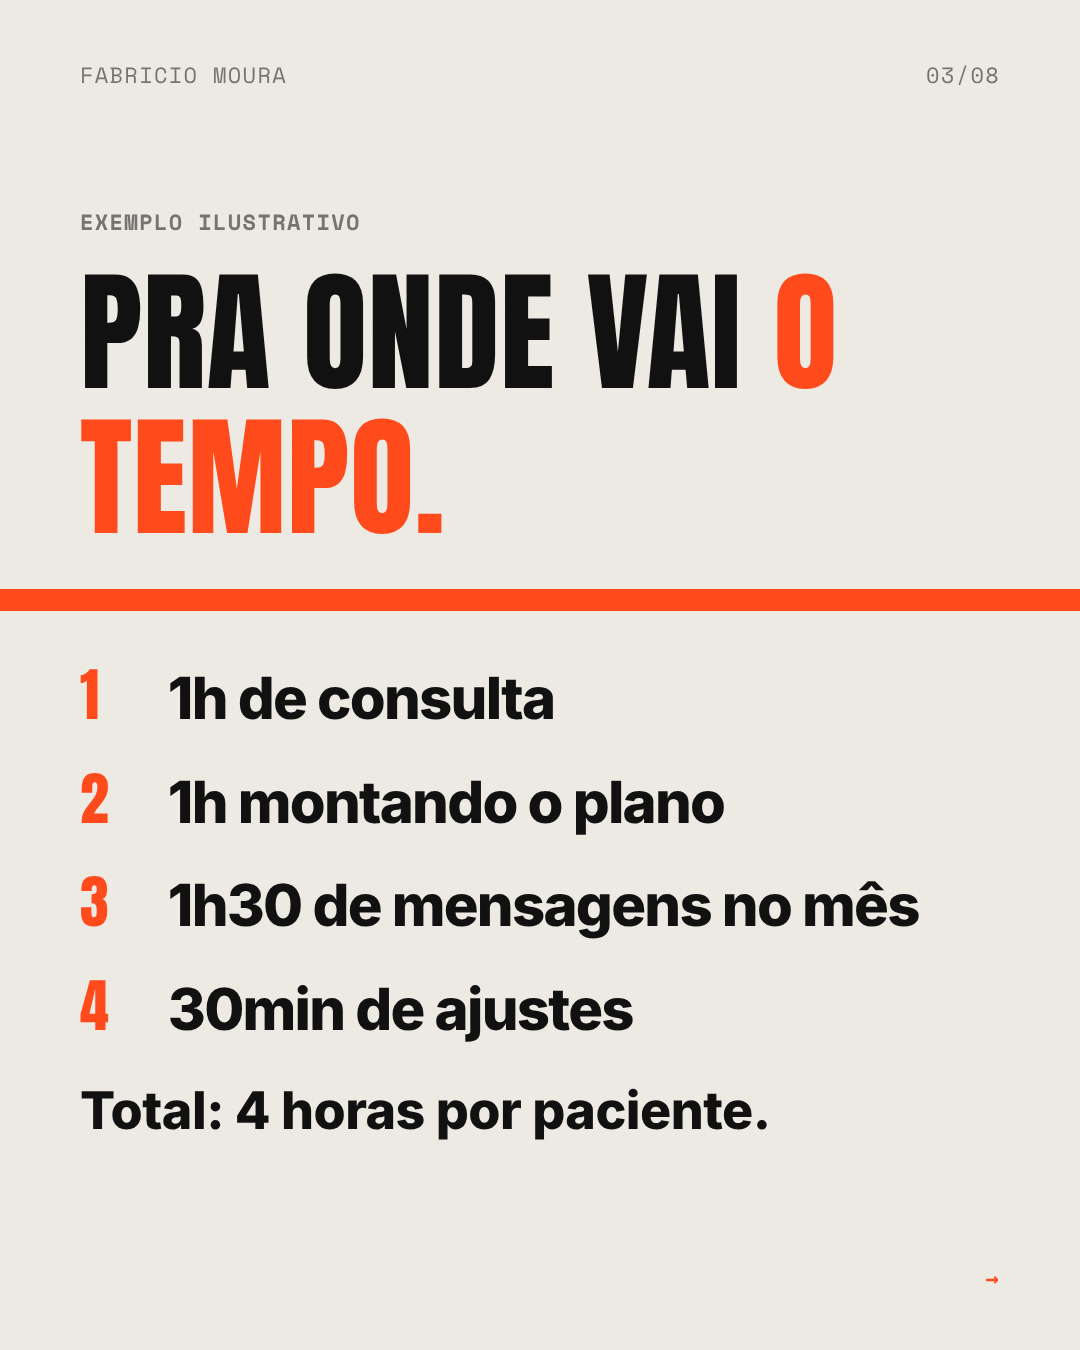 FABRICIO MOURA 03/08
EXEMPLO ILUSTRATIVO
PRA ONDE VAI O
TEMPO.
1 1h de consulta
2 1h montando o plano
3 1h30 de mensagens no mês
4 30min de ajustes
Total: 4 horas por paciente.
→